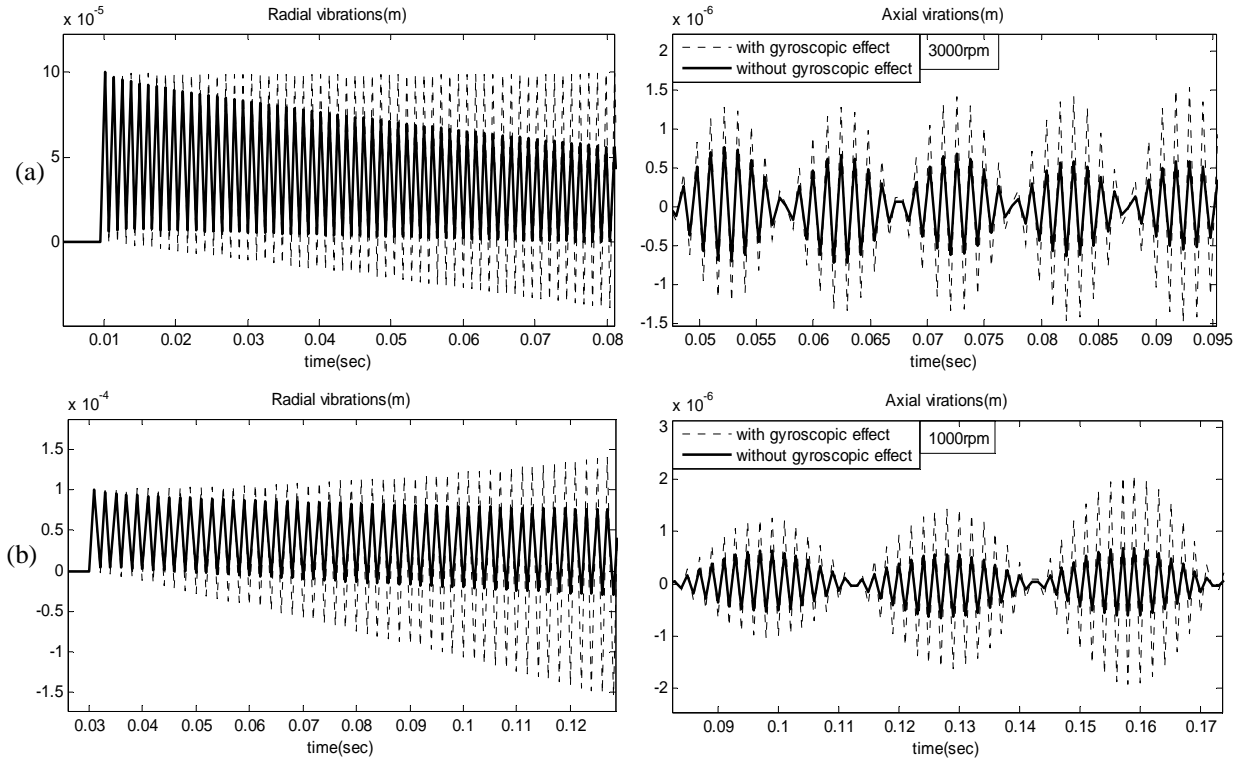 Radial vibrations(m)
x 10^-5
10
5
0
0.01 0.02 0.03 0.04 0.05 0.06 0.07 0.08
time(sec)
(a)
Axial virations(m)
x 10^-6
with gyroscopic effect
without gyroscopic effect
3000rpm
2
1.5
1
0.5
0
-0.5
-1
-1.5
0.05 0.055 0.06 0.065 0.07 0.075 0.08 0.085 0.09 0.095
time(sec)
Radial vibrations(m)
x 10^-4
1.5
1
0.5
0
-0.5
-1
-1.5
0.03 0.04 0.05 0.06 0.07 0.08 0.09 0.1 0.11 0.12
time(sec)
(b)
Axial virations(m)
x 10^-6
with gyroscopic effect
without gyroscopic effect
1000rpm
3
2
1
0
-1
-2
0.09 0.1 0.11 0.12 0.13 0.14 0.15 0.16 0.17
time(sec)